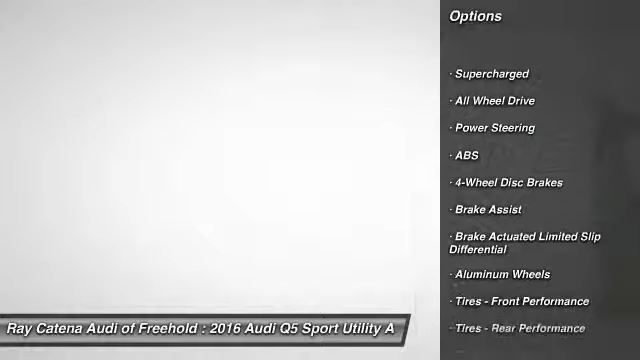 Options
· Supercharged
· All Wheel Drive
· Power Steering
· ABS
· 4-Wheel Disc Brakes
· Brake Assist
· Brake Actuated Limited Slip
Differential
· Aluminum Wheels
· Tires - Front Performance
· Tires - Rear Performance
Ray Catena Audi of Freehold : 2016 Audi Q5 Sport Utility A